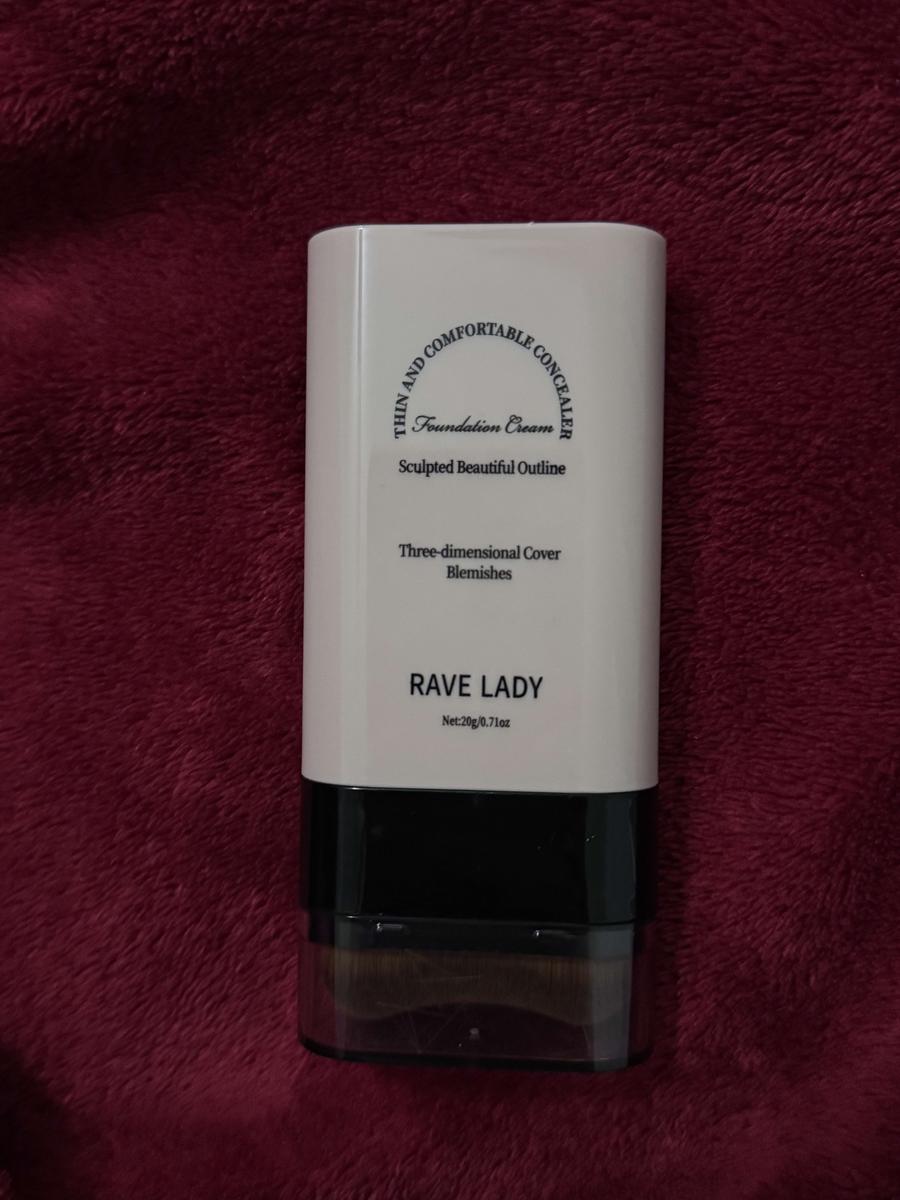 THIN AND COMFORTABLE CONCEALER
Foundation Cream
Sculpted Beautiful Outline
Three-dimensional Cover
Blemishes
RAVE LADY
Net:20g/0.71oz